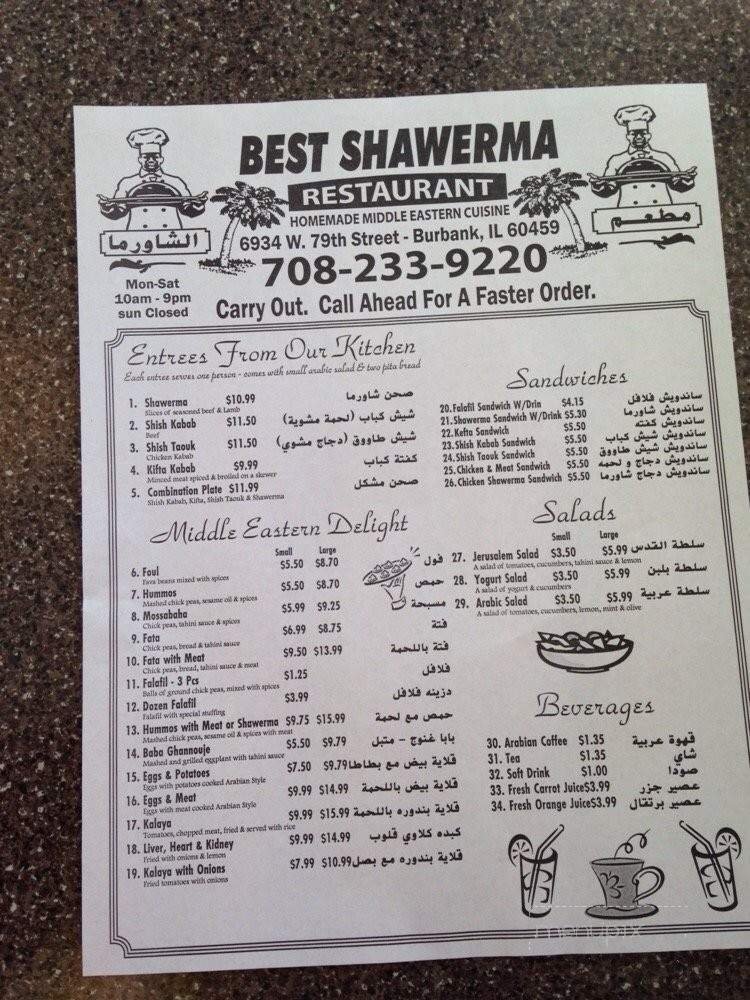 BEST SHAWERMA
RESTAURANT
HOMEMADE MIDDLE EASTERN CUISINE
6934 W. 79th Street - Burbank, IL 60459
708-233-9220
Carry Out. Call Ahead For A Faster Order.
الشاورما
مطعم
Mon-Sat
10am - 9pm
sun Closed
Entrees From Our Kitchen
Each entree serves one person - comes with small arabic salad & two pita bread
1. Shawerma $10.99 صحن شاورما
Slices of seasoned beef & Lamb
2. Shish Kabab $11.50 شيش كباب (لحمة مشوية)
Beef
3. Shish Taouk $11.50 شيش طاووق (دجاج مشوي)
Chicken Kabab
4. Kifta Kabab $9.99 كفتة كباب
Minced meat spiced & broiled on a skewer
5. Combination Plate $11.99 صحن مشكل
Shish Kabab, Kifta, Shish Taouk & Shawerma
Middle Eastern Delight
Small Large
6. Foul $5.50 $8.70 فول
Fava beans mixed with spices
7. Hummos $5.50 $8.70 حمص
Mashed chick peas, sesame oil & spices
8. Mossabaha $5.99 $9.25 مسبحة
Chick peas, tahini sauce & spices
9. Fata $6.99 $8.75 فتة
Chick peas, bread & tahini sauce
10. Fata with Meat $9.50 $13.99 فتة باللحمة
Chick peas, bread, tahini sauce & meat
11. Falafil - 3 Pcs $1.25 فلافل
Balls of ground chick peas, mixed with spices
12. Dozen Falafil $3.99 دزينه فلافل
Falafil with special stuffing
13. Hummos with Meat or Shawerma $9.75 $15.99 حمص مع لحمة
Mashed chick peas, sesame oil & spices with meat
14. Baba Ghannouje $5.50 $9.79 بابا غنوج - متبل
Mashed and grilled eggplant with tahini sauce
15. Eggs & Potatoes $7.50 $9.79 قلاية بيض مع بطاطا
Eggs with potatoes cooked Arabian Style
16. Eggs & Meat $9.99 $14.99 قلاية بيض باللحمة
Eggs with meat cooked Arabian Style
17. Kalaya $9.99 $15.99 قلاية بندوره باللحمة
Tomatoes, chopped meat, fried & served with rice
18. Liver, Heart & Kidney $9.99 $14.99 كبده كلاوي قلوب
Fried with onions & lemon
19. Kalaya with Onions $7.99 $10.99 قلاية بندوره مع بصل
Fried tomatoes with onions
Sandwiches
20. Falafil Sandwich W/Drin $4.15 ساندويش فلافل
21. Shawerma Sandwich W/Drink $5.30 ساندويش شاورما
22. Kefta Sandwich $5.50 ساندويش كفته
23. Shish Kabab Sandwich $5.50 ساندويش شيش كباب
24. Shish Taouk Sandwich $5.50 ساندويش شيش طاووق
25. Chicken & Meat Sandwich $5.50 ساندويش دجاج و لحمه
26. Chicken Shawerma Sandwich $5.50 ساندويش دجاج شاورما
Salads
Small Large
27. Jerusalem Salad $3.50 $5.99 سلطة القدس
A salad of tomatoes, cucumbers, tahini sauce & lemon
28. Yogurt Salad $3.50 $5.99 سلطة بلبن
A salad of yogurt & cucumbers
29. Arabic Salad $3.50 $5.99 سلطة عربية
A salad of tomatoes, cucumbers, lemon, mint & olive
Beverages
30. Arabian Coffee $1.35 قهوة عربية
31. Tea $1.35 شاي
32. Soft Drink $1.00 صودا
33. Fresh Carrot Juice $3.99 عصير جزر
34. Fresh Orange Juice $3.99 عصير برتقال
menupix